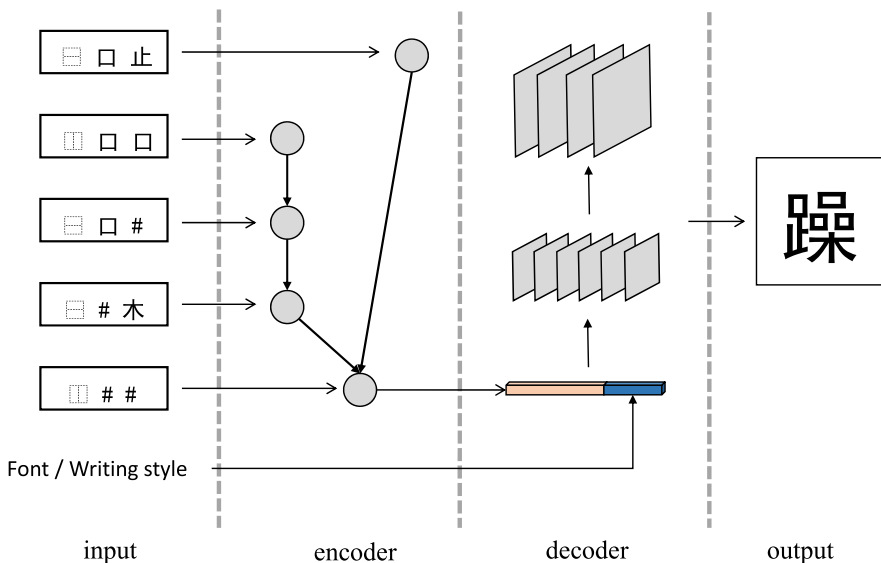 ⿱ 口 止
⿰ 口 口
⿱ 口 #
⿱ # 木
⿰ # #
Font / Writing style
躁
input
encoder
decoder
output